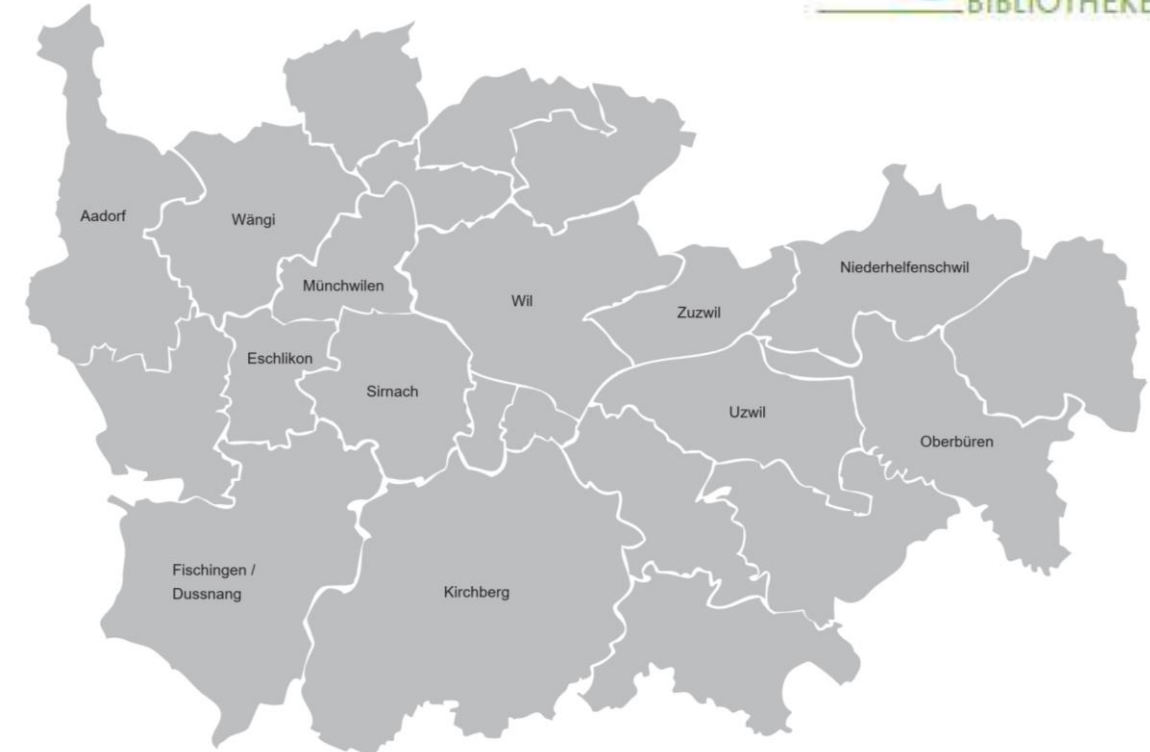 BIBLIOTHEKE
Aadorf
Wängi
Münchwilen
Wil
Zuzwil
Niederhelfenschwil
Eschlikon
Sirnach
Uzwil
Oberbüren
Fischingen /
Dussnang
Kirchberg